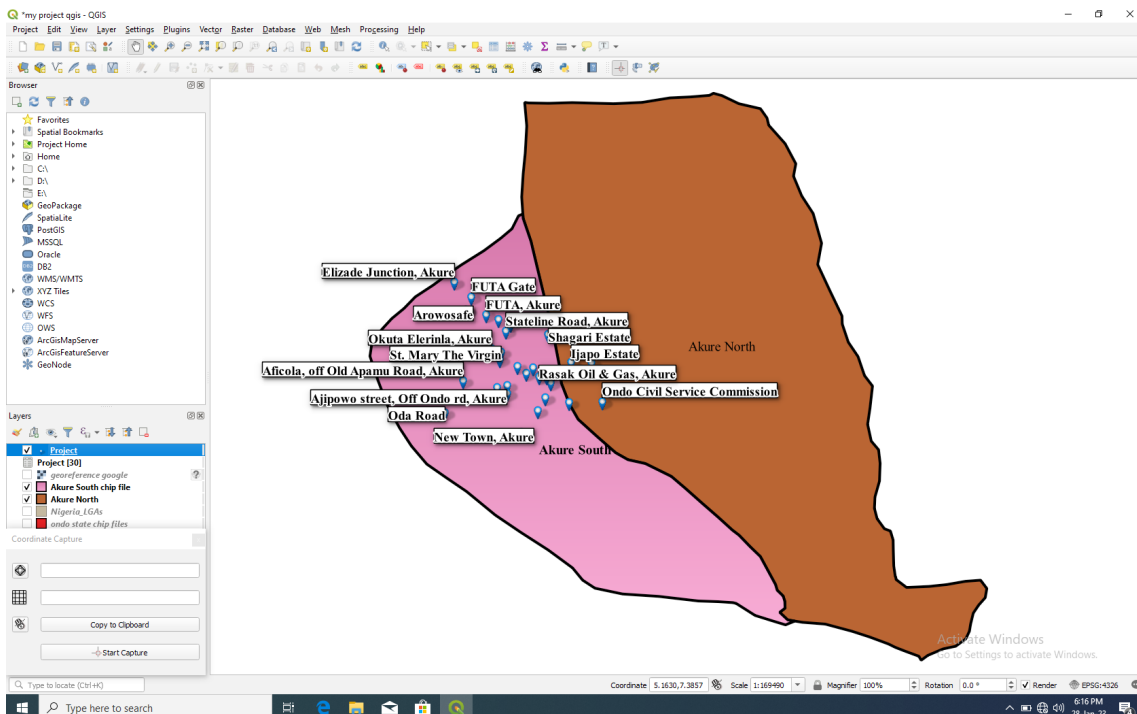 *my project qgis - QGIS
Project Edit View Layer Settings Plugins Vector Raster Database Web Mesh Processing Help
Browser
Favorites
Spatial Bookmarks
Project Home
Home
C:\
D:\
E:\
GeoPackage
SpatiaLite
PostGIS
MSSQL
Oracle
DB2
WMS/WMTS
XYZ Tiles
WCS
WFS
OWS
ArcGisMapServer
ArcGisFeatureServer
GeoNode
Layers
Project
Project [30]
georeference google
?
Akure South chip file
Akure North
Nigeria_LGAs
ondo state chip files
Coordinate Capture
Copy to Clipboard
Start Capture
Elizade Junction, Akure
FUTA Gate
FUTA, Akure
Arowosafe
Stateline Road, Akure
Okuta Elerinla, Akure
Shagari Estate
Akure North
St. Mary The Virgin
Ijapo Estate
Aficola, off Old Apamu Road, Akure
Rasak Oil & Gas, Akure
Ajipowo street, Off Ondo rd, Akure
Ondo Civil Service Commission
Oda Road
New Town, Akure
Akure South
Activate Windows
Go to Settings to activate Windows.
Type to locate (Ctrl+K)
Coordinate 5.1630,7.3857 Scale 1:169490 Magnifier 100% Rotation 0.0 ° Render EPSG:4326
Type here to search
6:16 PM
28-Jan-23